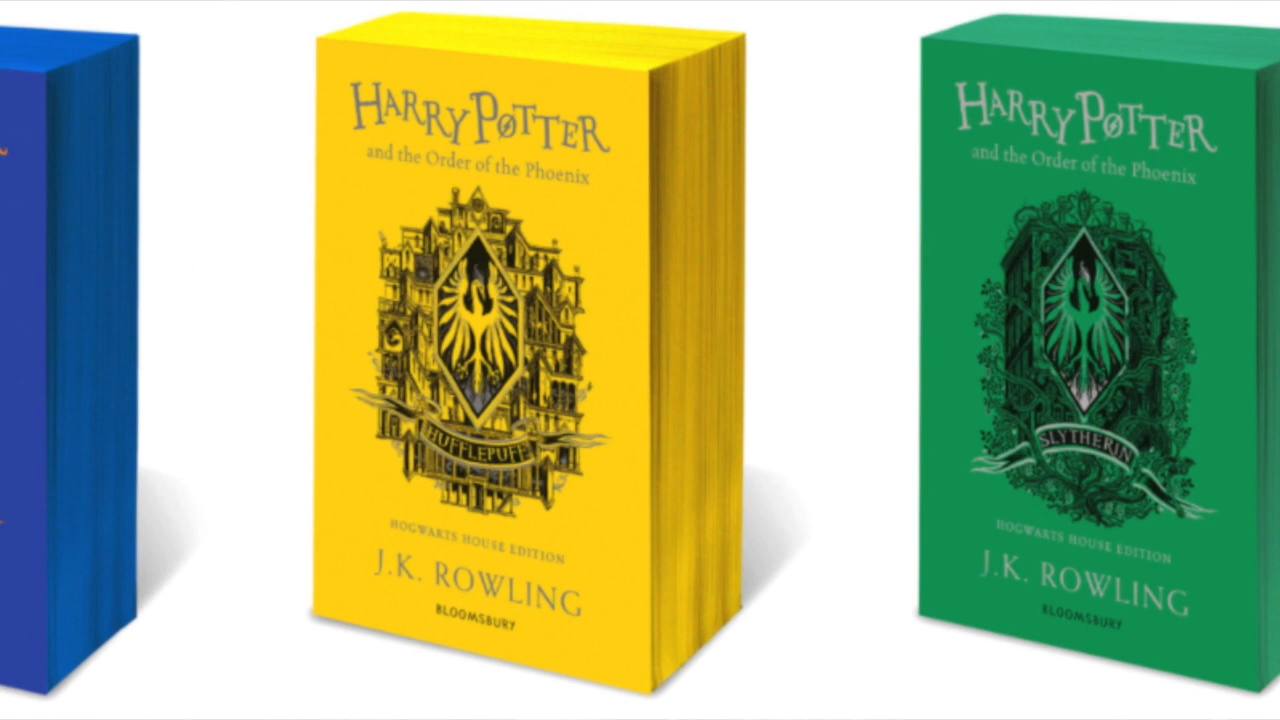 HARRY POTTER
and the Order of the Phoenix
HUFFLEPUFF
HOGWARTS HOUSE EDITION
J.K. ROWLING
BLOOMSBURY
HARRY POTTER
and the Order of the Phoenix
SLYTHERIN
HOGWARTS HOUSE EDITION
J.K. ROWLING
BLOOMSBURY